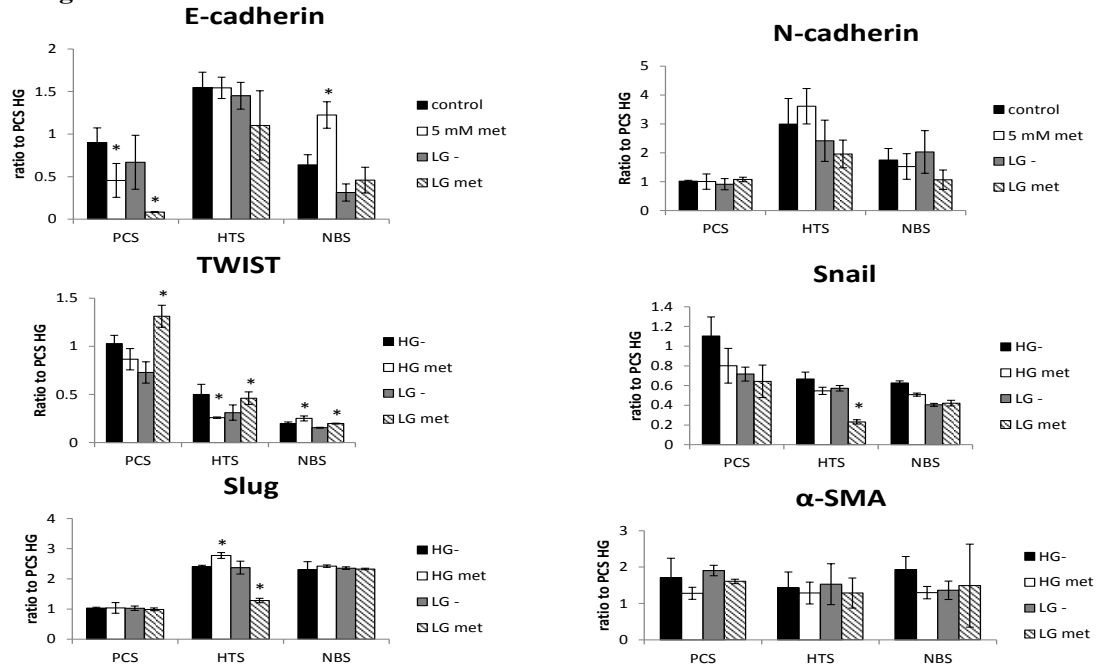 E-cadherin
ratio to PCS HG
2
1.5
1
0.5
0
*
*
*
PCS HTS NBS
control
5 mM met
LG -
LG met
N-cadherin
Ratio to PCS HG
5
4
3
2
1
0
PCS HTS NBS
control
5 mM met
LG -
LG met
TWIST
Ratio to PCS HG
1.5
1
0.5
0
*
*
*
*
*
PCS HTS NBS
HG-
HG met
LG -
LG met
Snail
ratio to PCS HG
1.4
1.2
1
0.8
0.6
0.4
0.2
0
*
PCS HTS NBS
HG-
HG met
LG -
LG met
Slug
ratio to PCS HG
4
3
2
1
0
*
*
PCS HTS NBS
HG-
HG met
LG -
LG met
α-SMA
ratio to PCS HG
3
2
1
0
PCS HTS NBS
HG-
HG met
LG -
LG met